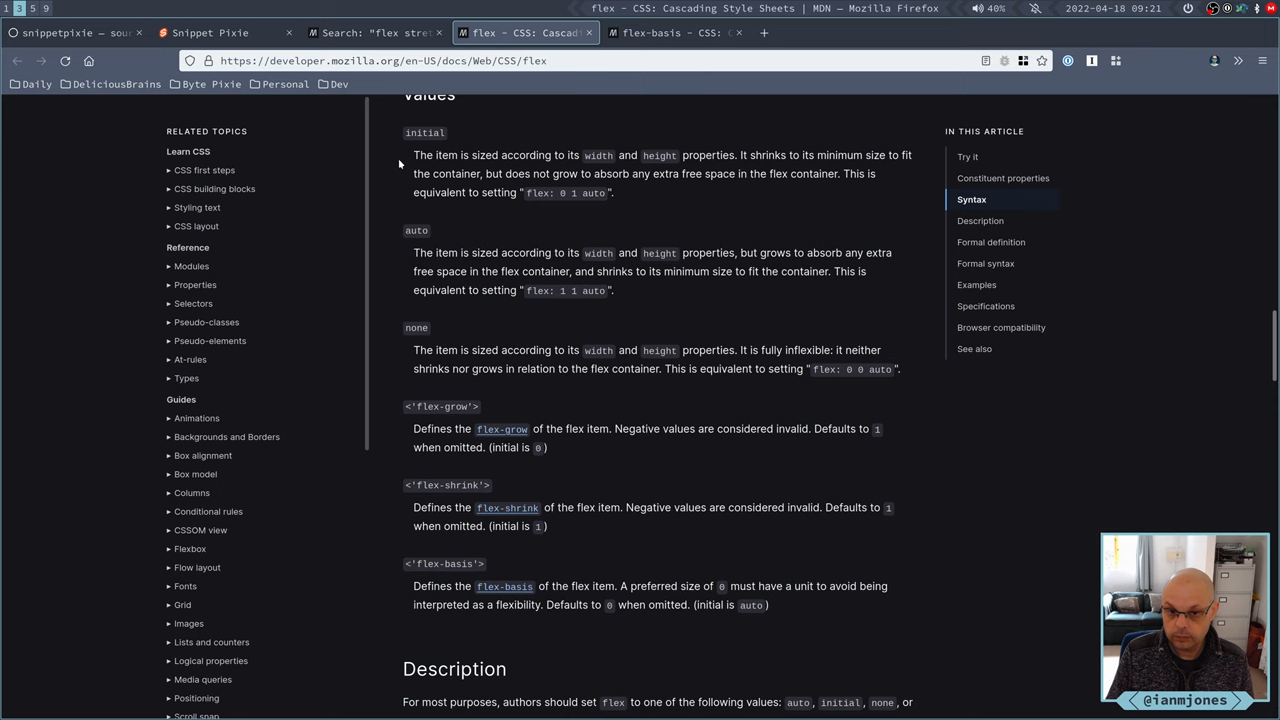 1 3 5 9
flex - CSS: Cascading Style Sheets | MDN — Mozilla Firefox
40%
2022-04-18 09:21
snippetpixie — sour
Snippet Pixie
Search: "flex stret
flex - CSS: Cascadi
flex-basis - CSS: C
https://developer.mozilla.org/en-US/docs/Web/CSS/flex
Daily
DeliciousBrains
Byte Pixie
Personal
Dev
RELATED TOPICS
Learn CSS
CSS first steps
CSS building blocks
Styling text
CSS layout
Reference
Modules
Properties
Selectors
Pseudo-classes
Pseudo-elements
At-rules
Types
Guides
Animations
Backgrounds and Borders
Box alignment
Box model
Columns
Conditional rules
CSSOM view
Flexbox
Flow layout
Fonts
Grid
Images
Lists and counters
Logical properties
Media queries
Positioning
Scroll snap
Values
initial
The item is sized according to its width and height properties. It shrinks to its minimum size to fit
the container, but does not grow to absorb any extra free space in the flex container. This is
equivalent to setting "flex: 0 1 auto".
auto
The item is sized according to its width and height properties, but grows to absorb any extra
free space in the flex container, and shrinks to its minimum size to fit the container. This is
equivalent to setting "flex: 1 1 auto".
none
The item is sized according to its width and height properties. It is fully inflexible: it neither
shrinks nor grows in relation to the flex container. This is equivalent to setting "flex: 0 0 auto".
<'flex-grow'>
Defines the flex-grow of the flex item. Negative values are considered invalid. Defaults to 1
when omitted. (initial is 0)
<'flex-shrink'>
Defines the flex-shrink of the flex item. Negative values are considered invalid. Defaults to 1
when omitted. (initial is 1)
<'flex-basis'>
Defines the flex-basis of the flex item. A preferred size of 0 must have a unit to avoid being
interpreted as a flexibility. Defaults to 0 when omitted. (initial is auto)
Description
For most purposes, authors should set flex to one of the following values: auto, initial, none, or
IN THIS ARTICLE
Try it
Constituent properties
Syntax
Description
Formal definition
Formal syntax
Examples
Specifications
Browser compatibility
See also
@ianmjones